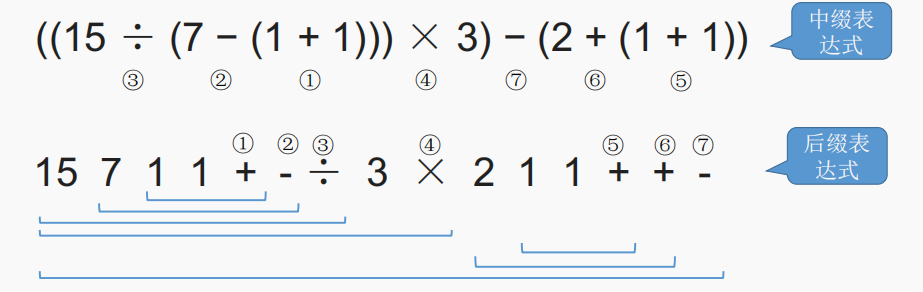 ((15 ÷ (7 − (1 + 1))) × 3) − (2 + (1 + 1))
③ ② ① ④ ⑦ ⑥ ⑤
中缀表
达式
① ② ③ ④ ⑤ ⑥ ⑦
15 7 1 1 + - ÷ 3 × 2 1 1 + + -
后缀表
达式